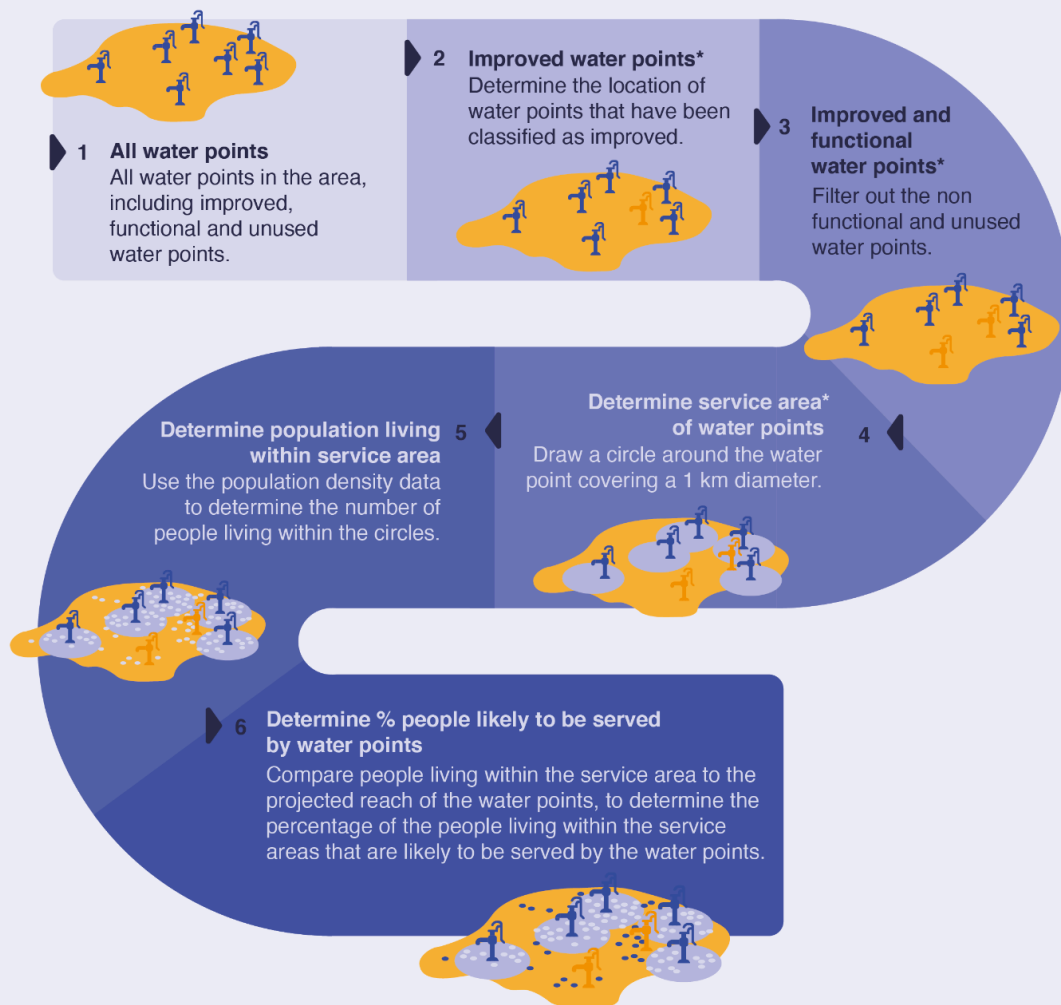 1 All water points
All water points in the area,
including improved,
functional and unused
water points.
2 Improved water points*
Determine the location of
water points that have been
classified as improved.
3 Improved and
functional
water points*
Filter out the non
functional and unused
water points.
Determine service area*
of water points 4
Draw a circle around the water
point covering a 1 km diameter.
Determine population living 5
within service area
Use the population density data
to determine the number of
people living within the circles.
6 Determine % people likely to be served
by water points
Compare people living within the service area to the
projected reach of the water points, to determine the
percentage of the people living within the service
areas that are likely to be served by the water points.